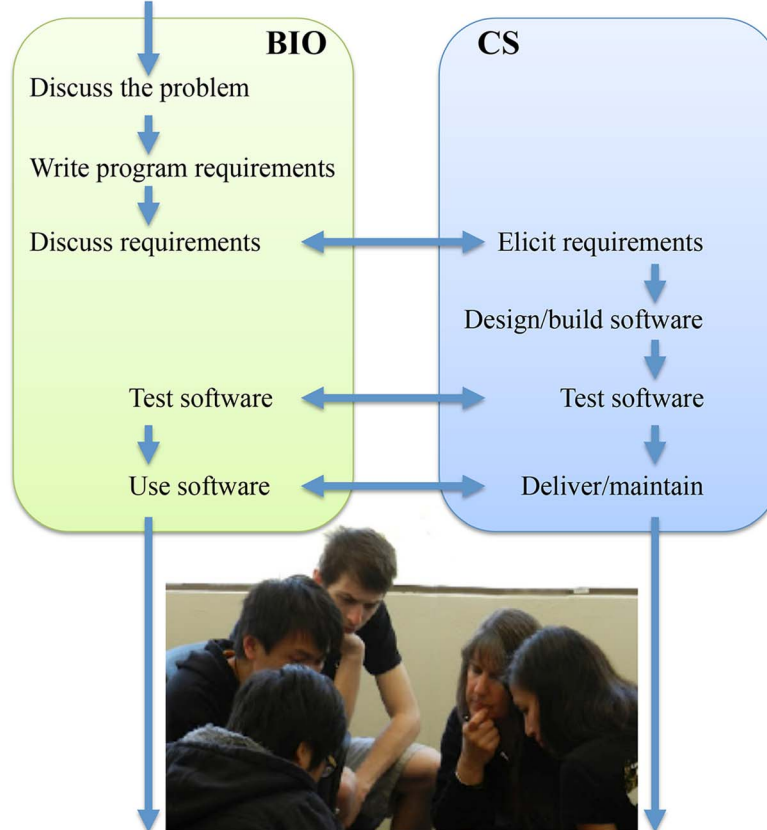 BIO
CS
Discuss the problem
Write program requirements
Discuss requirements
Elicit requirements
Design/build software
Test software
Test software
Use software
Deliver/maintain